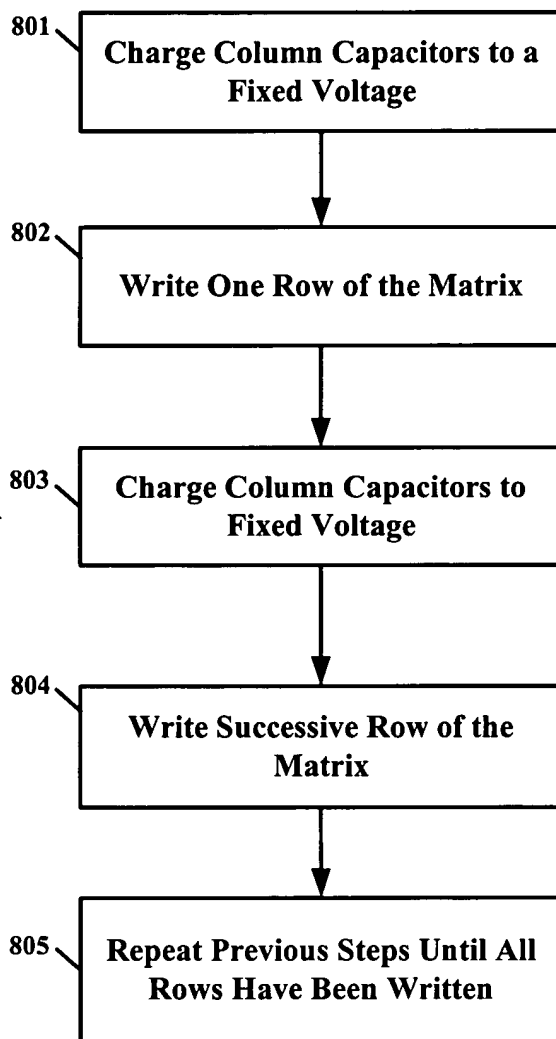 801
Charge Column Capacitors to a
Fixed Voltage
802
Write One Row of the Matrix
803
Charge Column Capacitors to
Fixed Voltage
804
Write Successive Row of the
Matrix
805
Repeat Previous Steps Until All
Rows Have Been Written